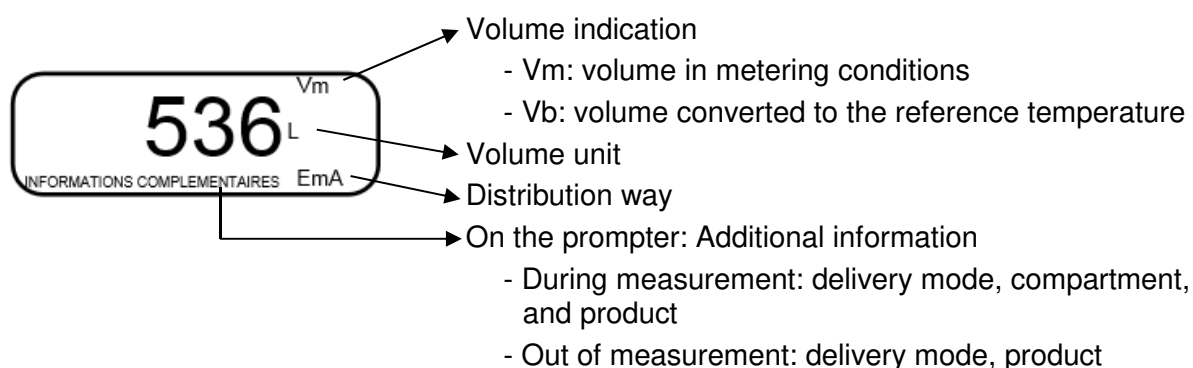 Volume indication
- Vm: volume in metering conditions
- Vb: volume converted to the reference temperature
Vm
536 L
INFORMATIONS COMPLEMENTAIRES EmA
Volume unit
Distribution way
On the prompter: Additional information
- During measurement: delivery mode, compartment,
and product
- Out of measurement: delivery mode, product